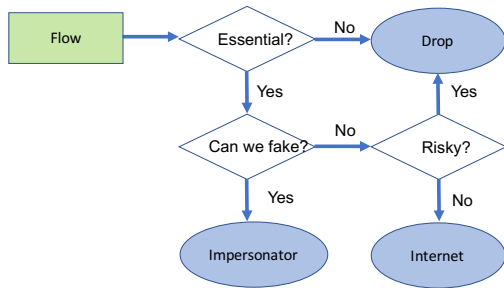 Flow
Essential?
No
Drop
Yes
Yes
Can we fake?
No
Risky?
Yes
No
Impersonator
Internet